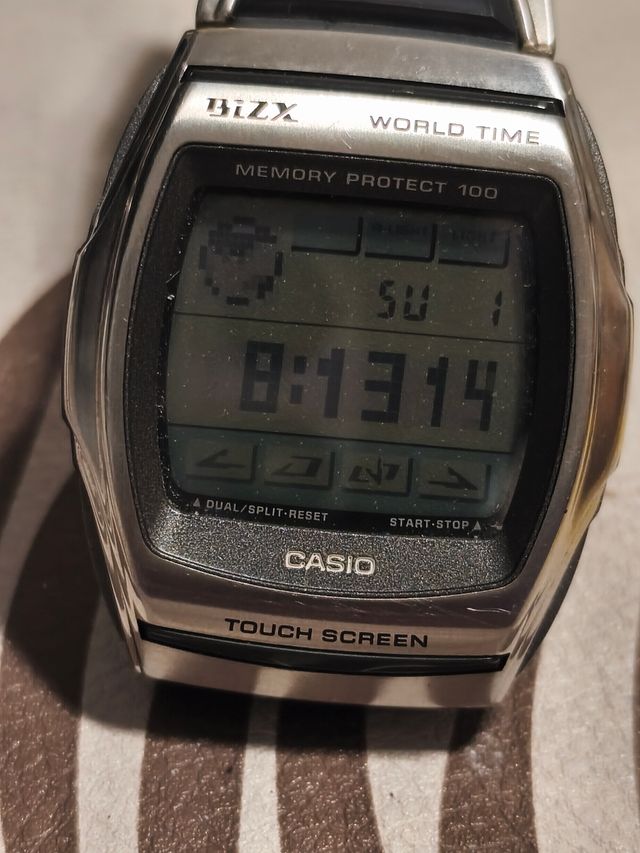 BiZX WORLD TIME
MEMORY PROTECT 100
SU 1
8:13 14
▲ DUAL/SPLIT·RESET START·STOP ▲
CASIO
TOUCH SCREEN